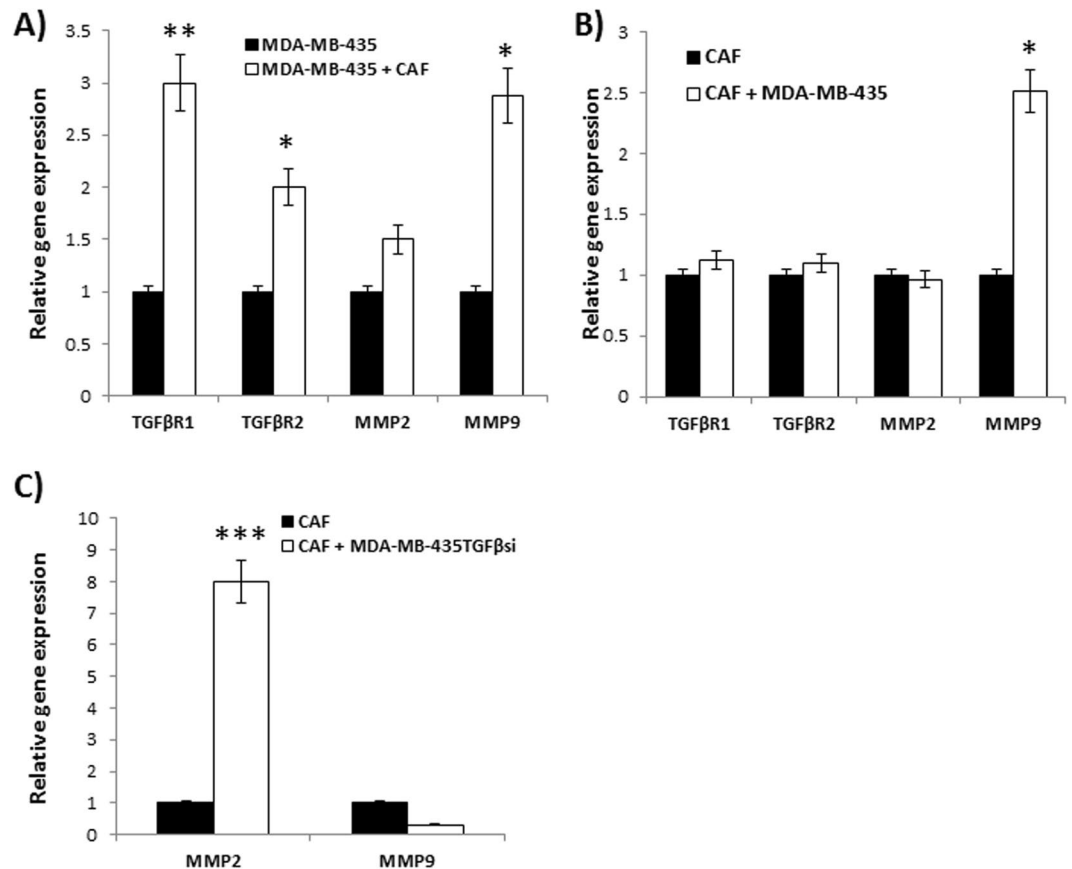 A)
**
*
*
MDA-MB-435
MDA-MB-435 + CAF
Relative gene expression
3.5
3
2.5
2
1.5
1
0.5
0
TGFβR1 TGFβR2 MMP2 MMP9
B)
*
CAF
CAF + MDA-MB-435
Relative gene expression
3
2.5
2
1.5
1
0.5
0
TGFβR1 TGFβR2 MMP2 MMP9
C)
***
CAF
CAF + MDA-MB-435TGFβsi
Relative gene expression
10
9
8
7
6
5
4
3
2
1
0
MMP2 MMP9